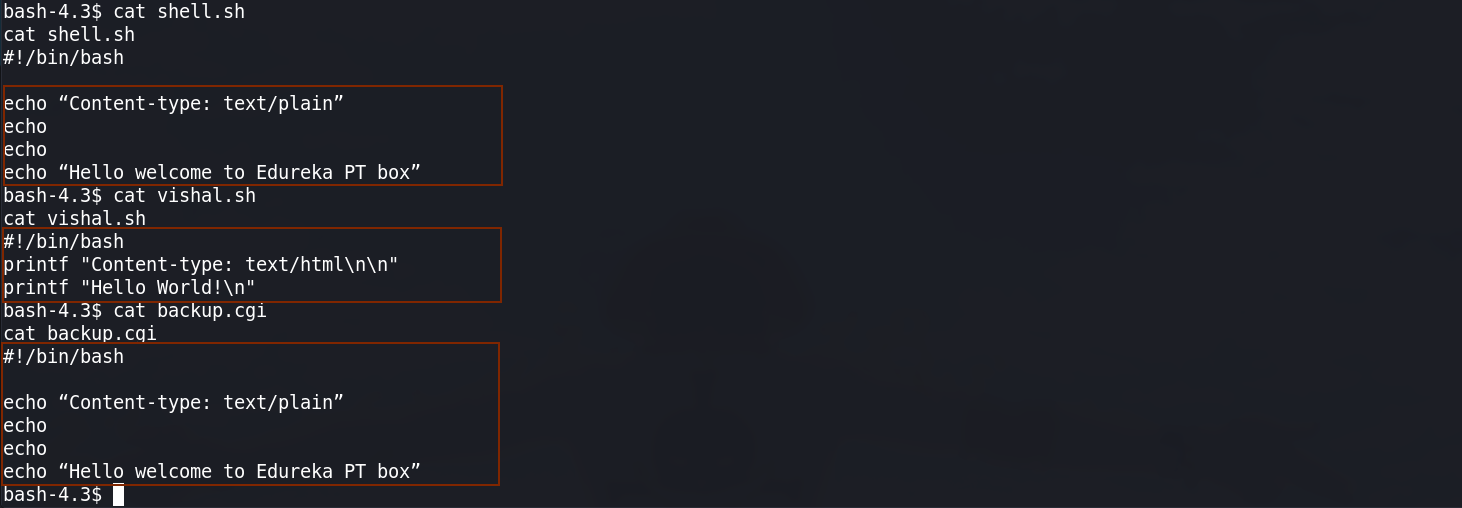 bash-4.3$ cat shell.sh
cat shell.sh
#!/bin/bash
echo “Content-type: text/plain”
echo
echo
echo “Hello welcome to Edureka PT box”
bash-4.3$ cat vishal.sh
cat vishal.sh
#!/bin/bash
printf "Content-type: text/html\n\n"
printf "Hello World!\n"
bash-4.3$ cat backup.cgi
cat backup.cgi
#!/bin/bash
echo “Content-type: text/plain”
echo
echo
echo “Hello welcome to Edureka PT box”
bash-4.3$